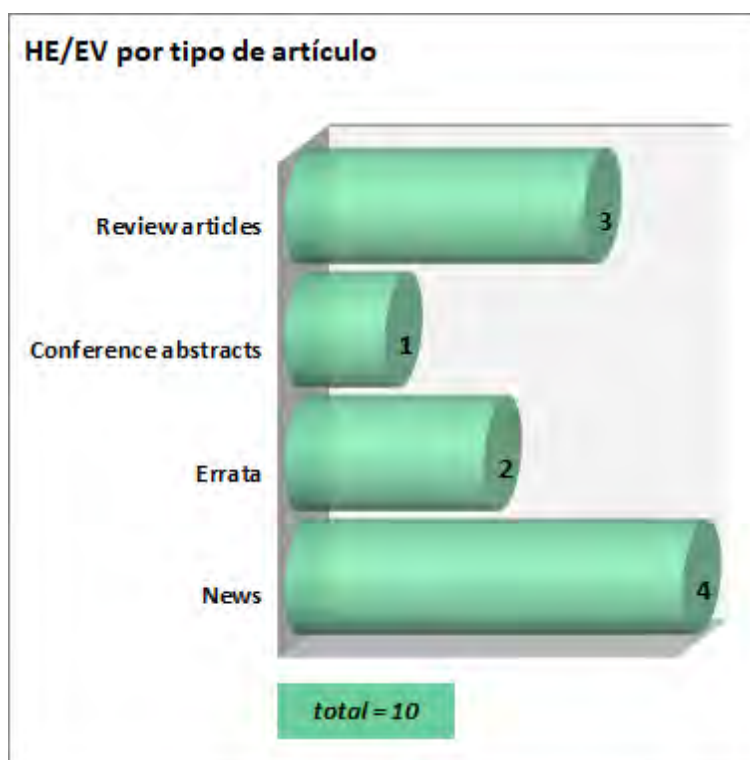 HE/EV por tipo de artículo
Review articles
3
Conference abstracts
1
Errata
2
News
4
total = 10